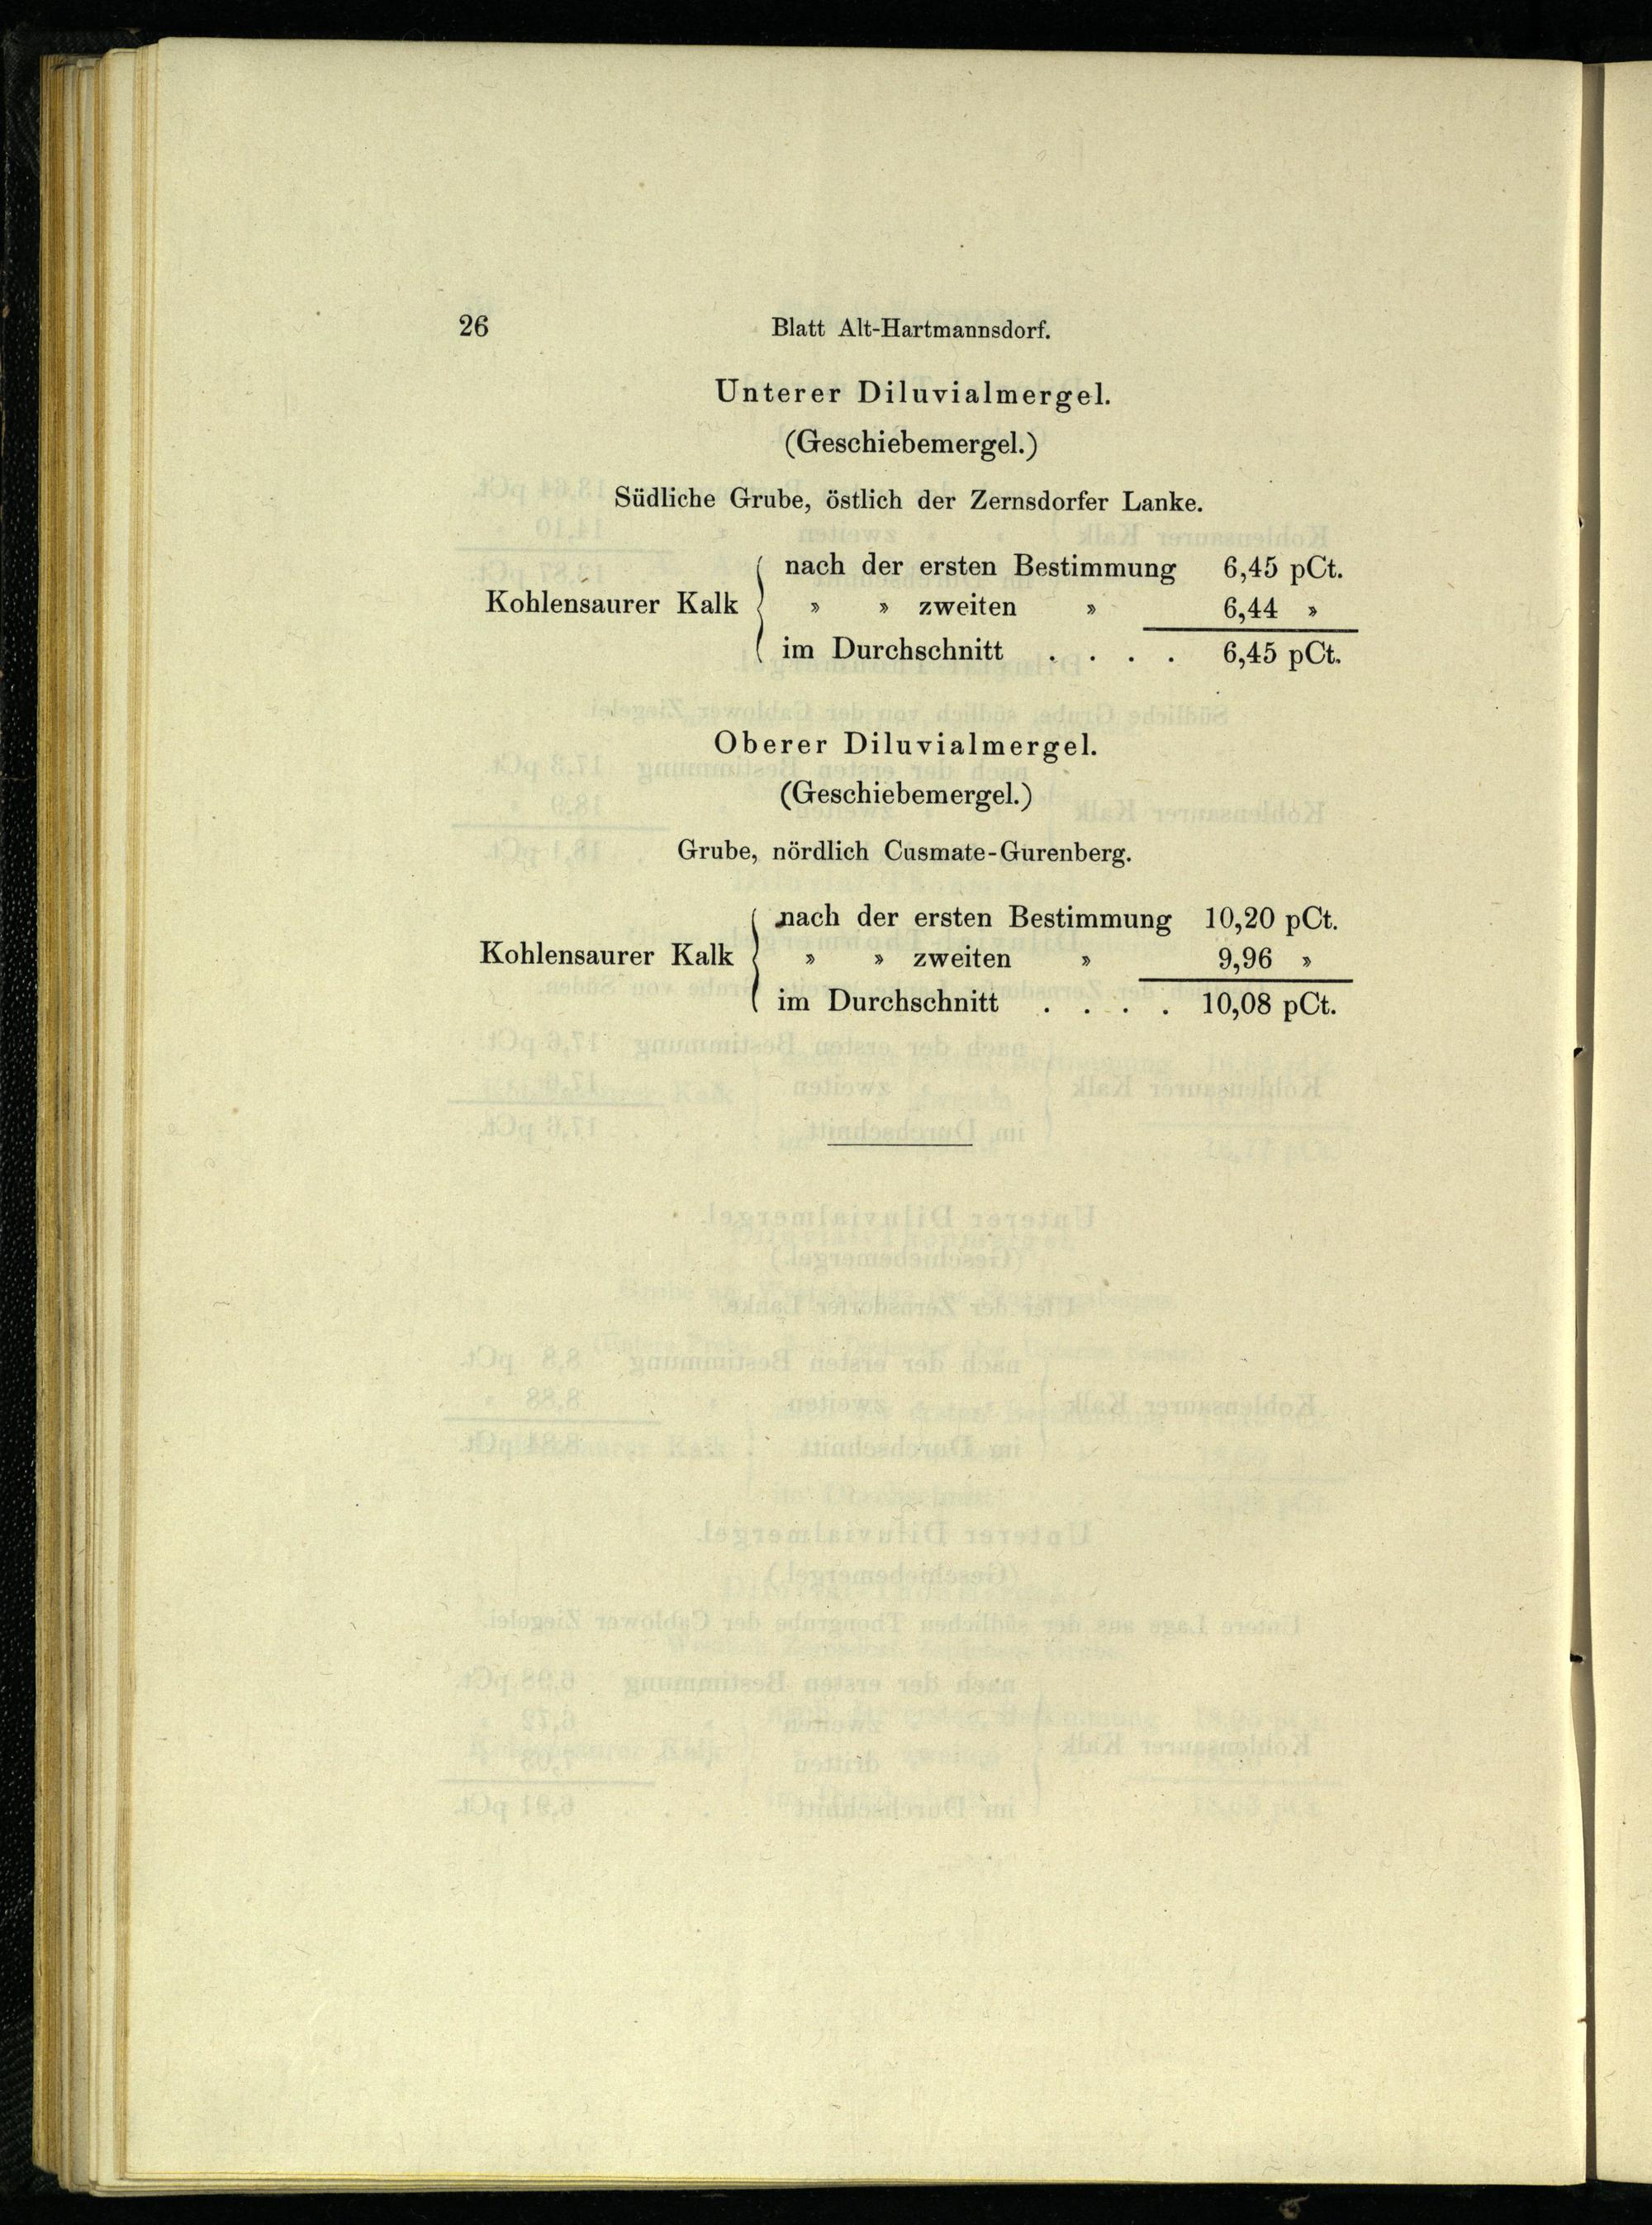 26 Blatt Alt-Hartmannsdorf.
Unterer Diluvialmergel.
(Geschiebemergel.)
Südliche Grube, östlich der Zernsdorfer Lanke.
nach der ersten Bestimmung 6,45 pCt.
Kohlensaurer Kalk » » zweiten » 6,44 »
im Durchschnitt . . . . 6,45 pCt.
Oberer Diluvialmergel.
(Geschiebemergel.)
Grube, nördlich Cusmate-Gurenberg.
nach der ersten Bestimmung 10,20 pCt.
Kohlensaurer Kalk » » zweiten » 9,96 »
im Durchschnitt . . . . 10,08 pCt.